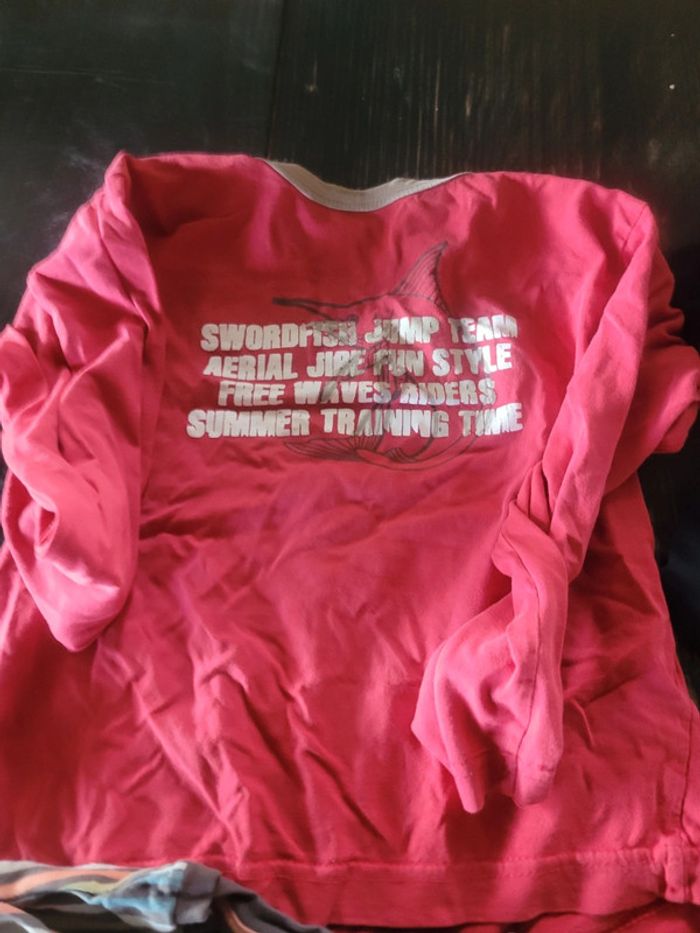 SWORDFISH JUMP TEAM
AERIAL JIBE FUN STYLE
FREE WAVES RIDERS
SUMMER TRAINING TIME